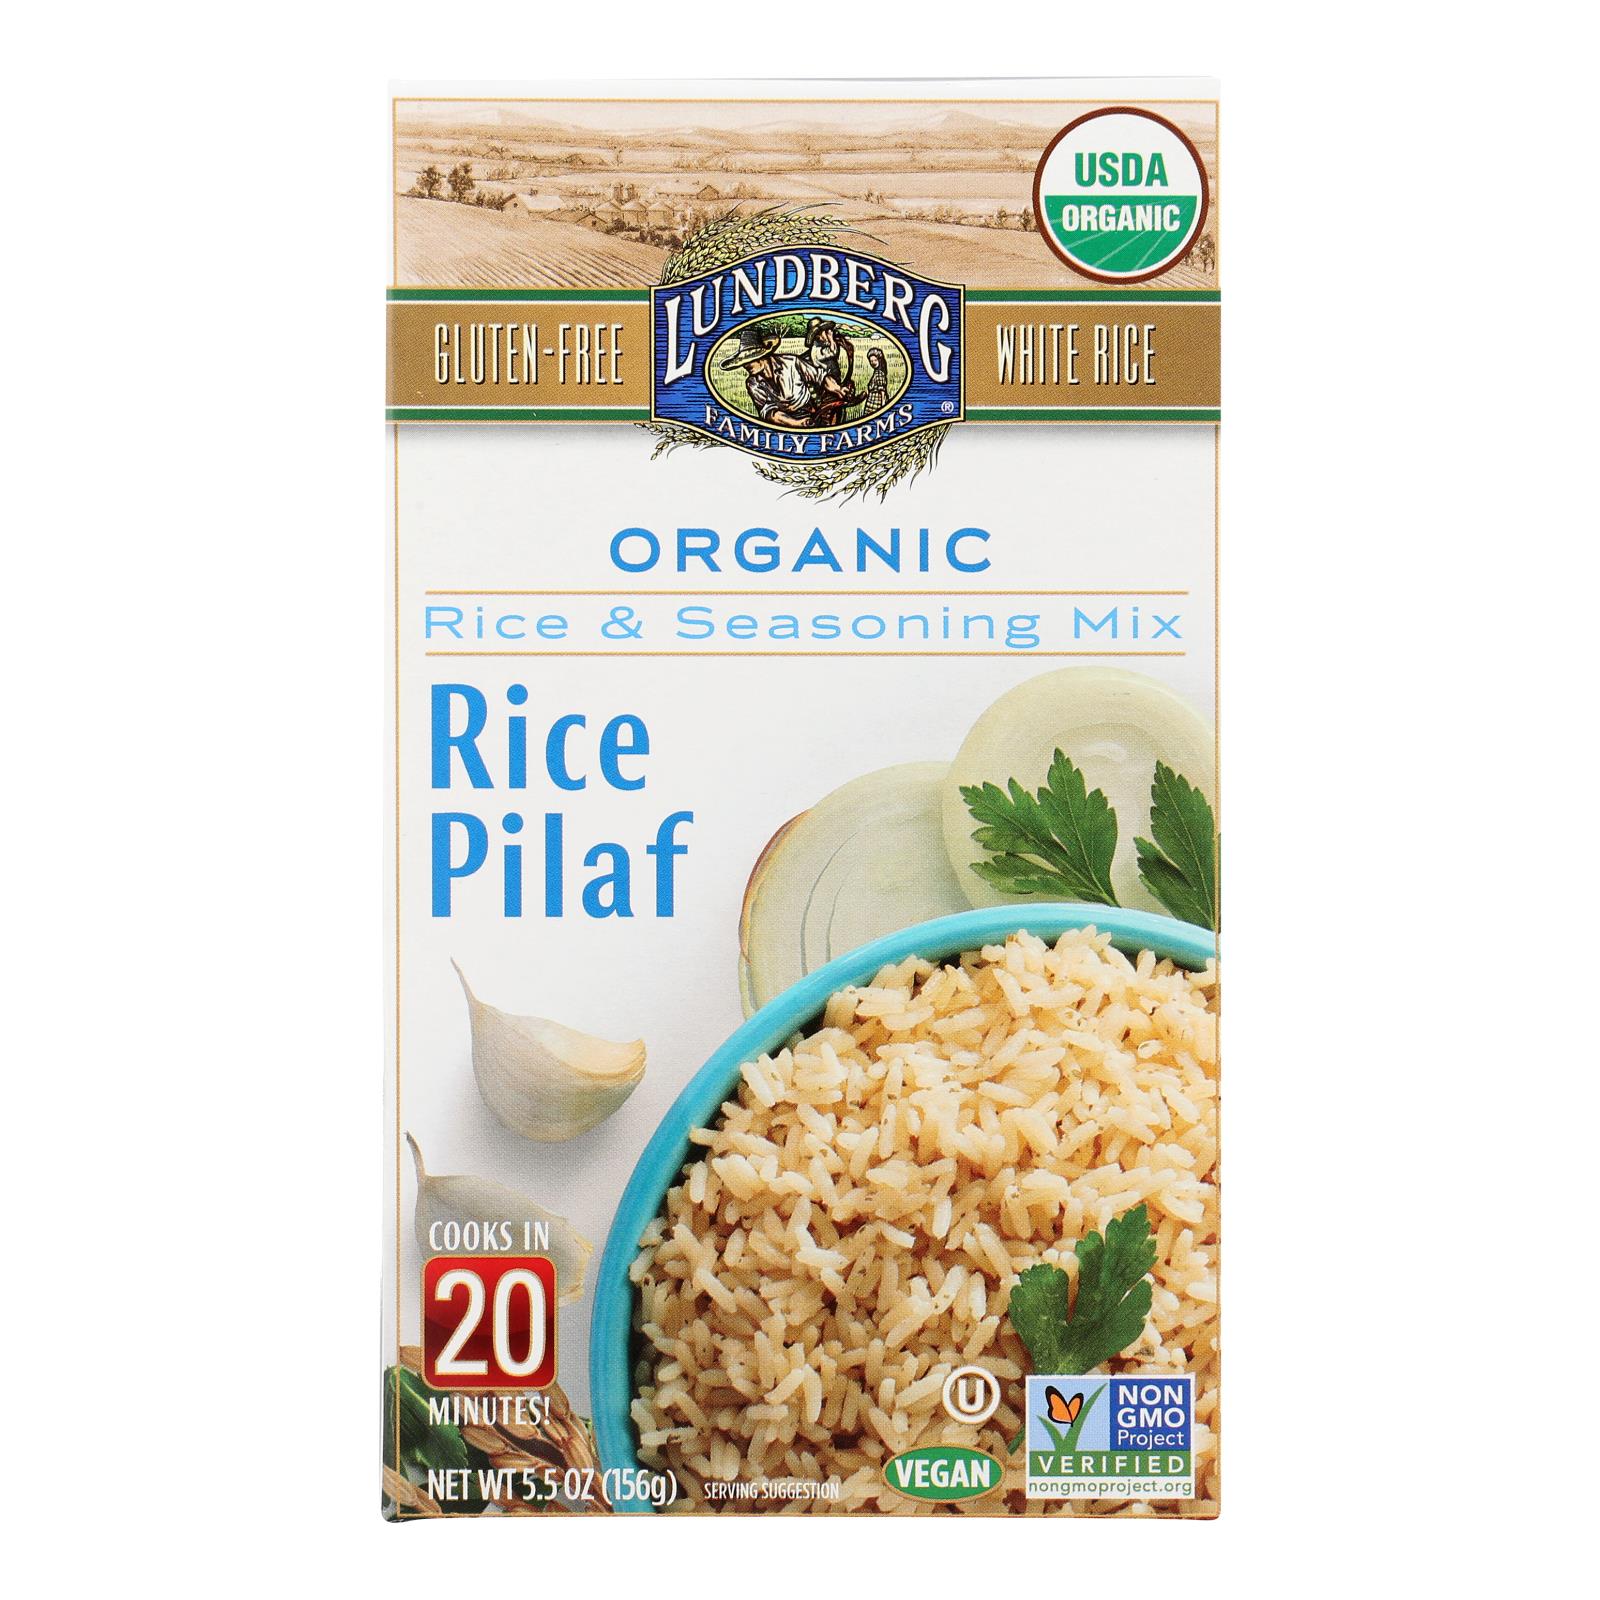 USDA
ORGANIC
LUNDBERG
FAMILY FARMS ®
GLUTEN-FREE
WHITE RICE
ORGANIC
Rice & Seasoning Mix
Rice
Pilaf
COOKS IN
20
MINUTES!
NET WT 5.5 OZ (156g)
SERVING SUGGESTION
U
VEGAN
NON
GMO
Project
VERIFIED
nongmoproject.org